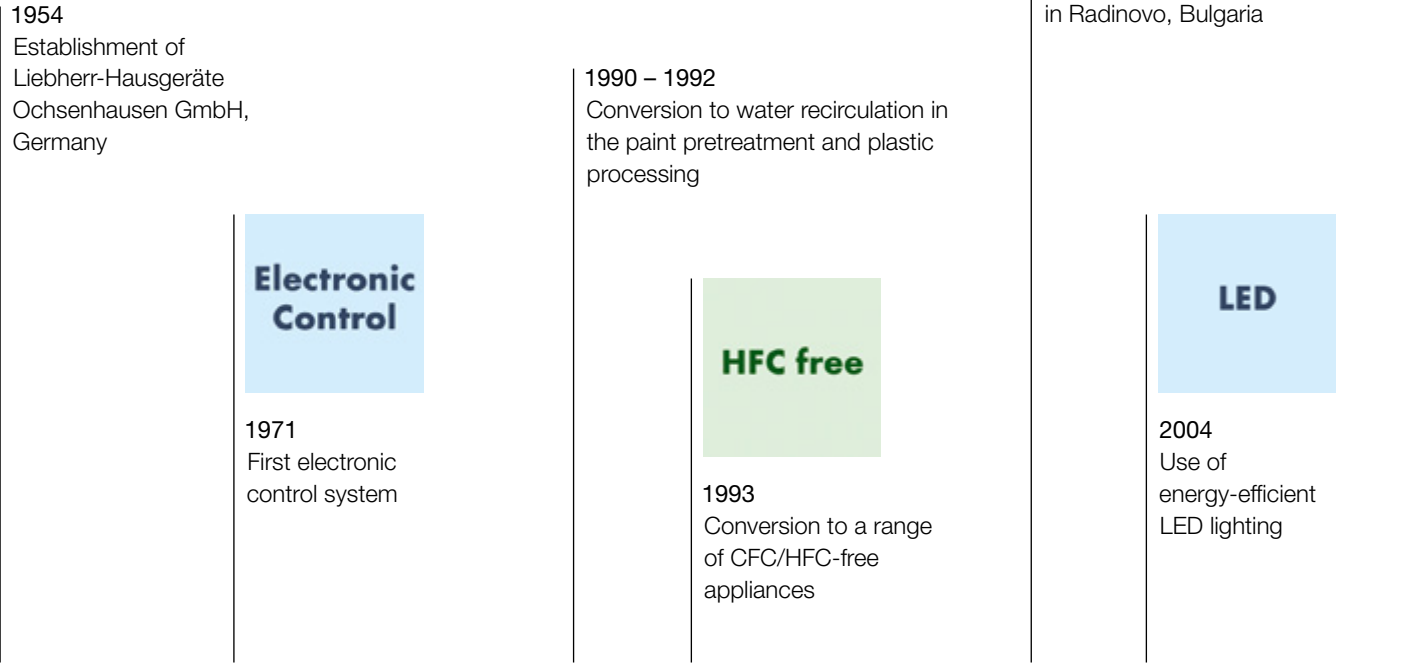 1954
Establishment of
Liebherr-Hausgeräte
Ochsenhausen GmbH,
Germany
Electronic
Control
1971
First electronic
control system
1990 – 1992
Conversion to water recirculation in
the paint pretreatment and plastic
processing
HFC free
1993
Conversion to a range
of CFC/HFC-free
appliances
in Radinovo, Bulgaria
LED
2004
Use of
energy-efficient
LED lighting